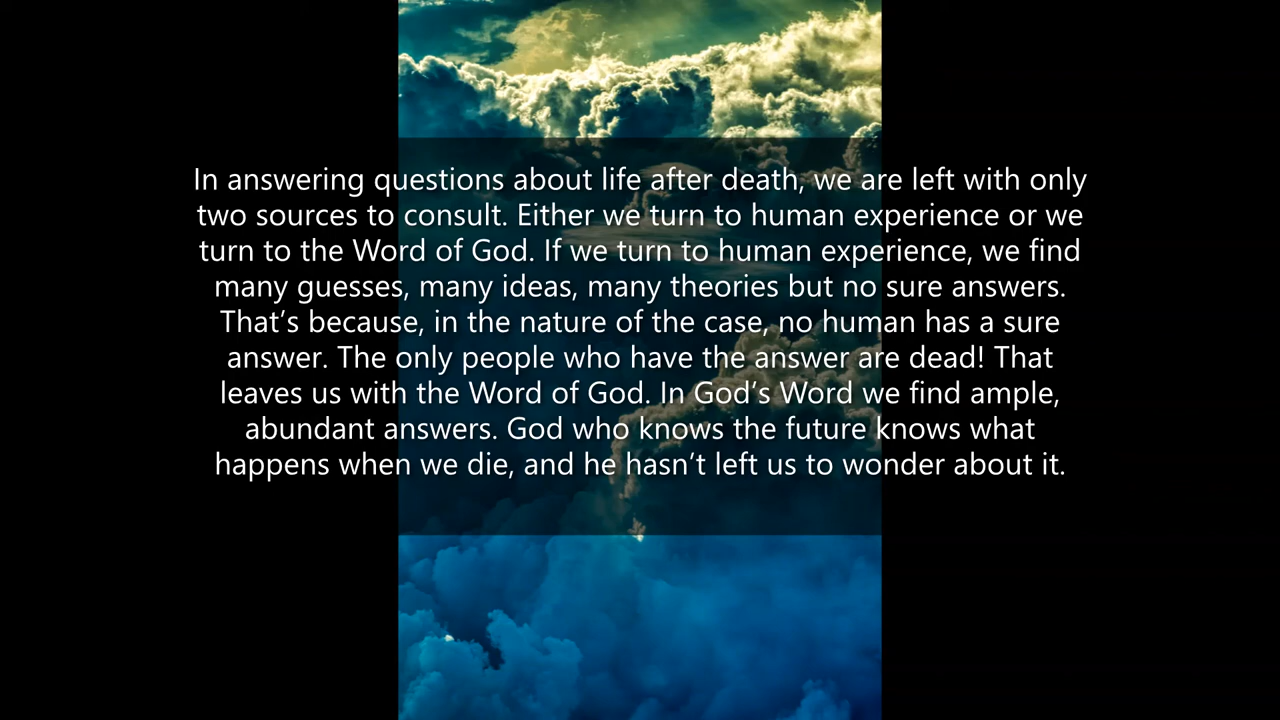 In answering questions about life after death, we are left with only
two sources to consult. Either we turn to human experience or we
turn to the Word of God. If we turn to human experience, we find
many guesses, many ideas, many theories but no sure answers.
That’s because, in the nature of the case, no human has a sure
answer. The only people who have the answer are dead! That
leaves us with the Word of God. In God’s Word we find ample,
abundant answers. God who knows the future knows what
happens when we die, and he hasn’t left us to wonder about it.